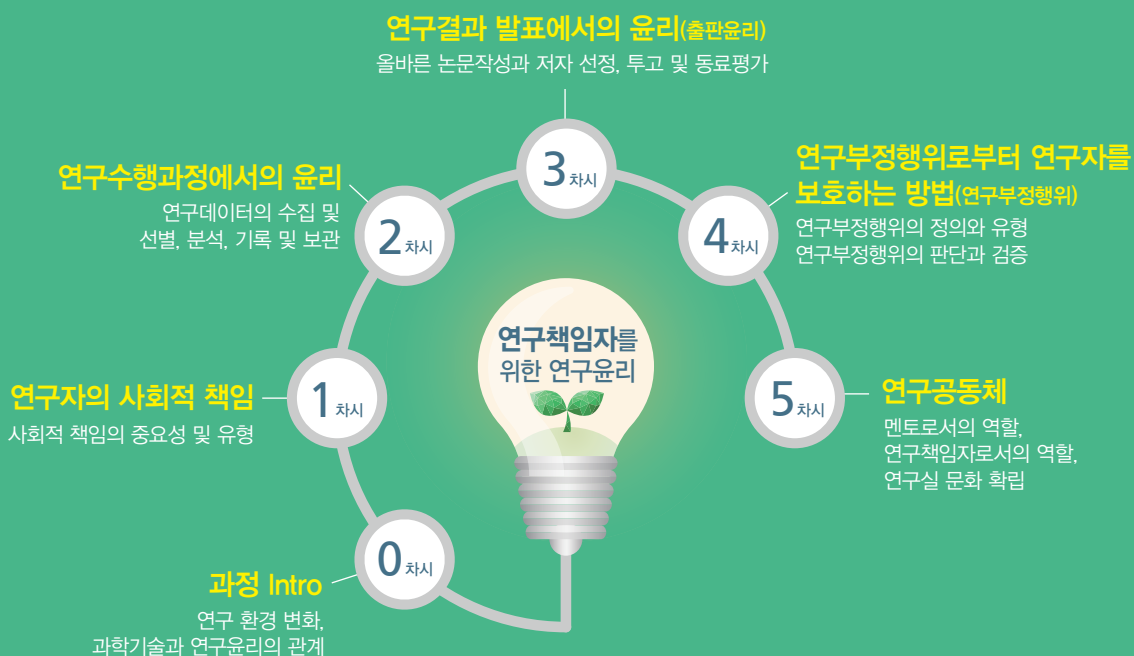 연구결과 발표에서의 윤리(출판윤리)
올바른 논문작성과 저자 선정, 투고 및 동료평가
3차시
연구수행과정에서의 윤리
연구데이터의 수집 및
선별, 분석, 기록 및 보관
2차시
연구부정행위로부터 연구자를
보호하는 방법(연구부정행위)
연구부정행위의 정의와 유형
연구부정행위의 판단과 검증
4차시
연구책임자를
위한 연구윤리
연구자의 사회적 책임
사회적 책임의 중요성 및 유형
1차시
5차시
연구공동체
멘토로서의 역할,
연구책임자로서의 역할,
연구실 문화 확립
0차시
과정 Intro
연구 환경 변화,
과학기술과 연구윤리의 관계